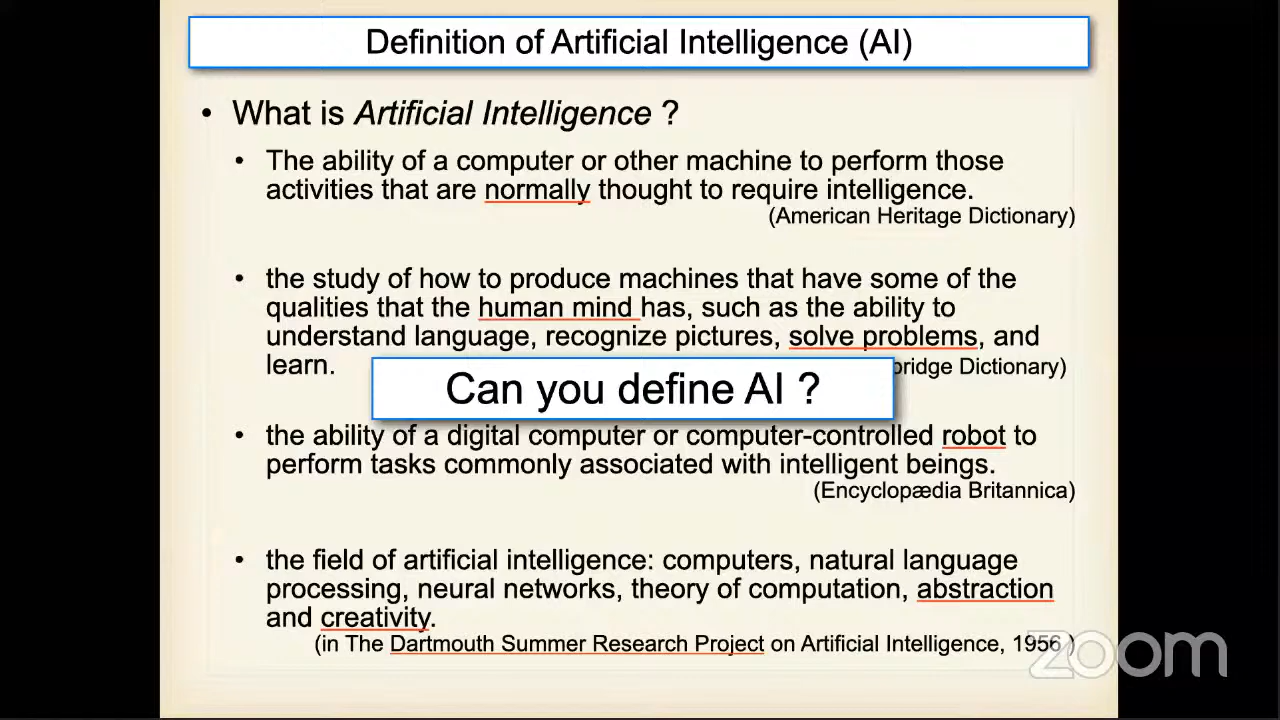 Definition of Artificial Intelligence (AI)
• What is Artificial Intelligence ?
• The ability of a computer or other machine to perform those
activities that are normally thought to require intelligence.
(American Heritage Dictionary)
• the study of how to produce machines that have some of the
qualities that the human mind has, such as the ability to
understand language, recognize pictures, solve problems, and
learn.
Dictionary)
Can you define AI ?
• the ability of a digital computer or computer-controlled robot to
perform tasks commonly associated with intelligent beings.
(Encyclopædia Britannica)
• the field of artificial intelligence: computers, natural language
processing, neural networks, theory of computation, abstraction
and creativity.
(in The Dartmouth Summer Research Project on Artificial Intelligence, 1956 )
zoom